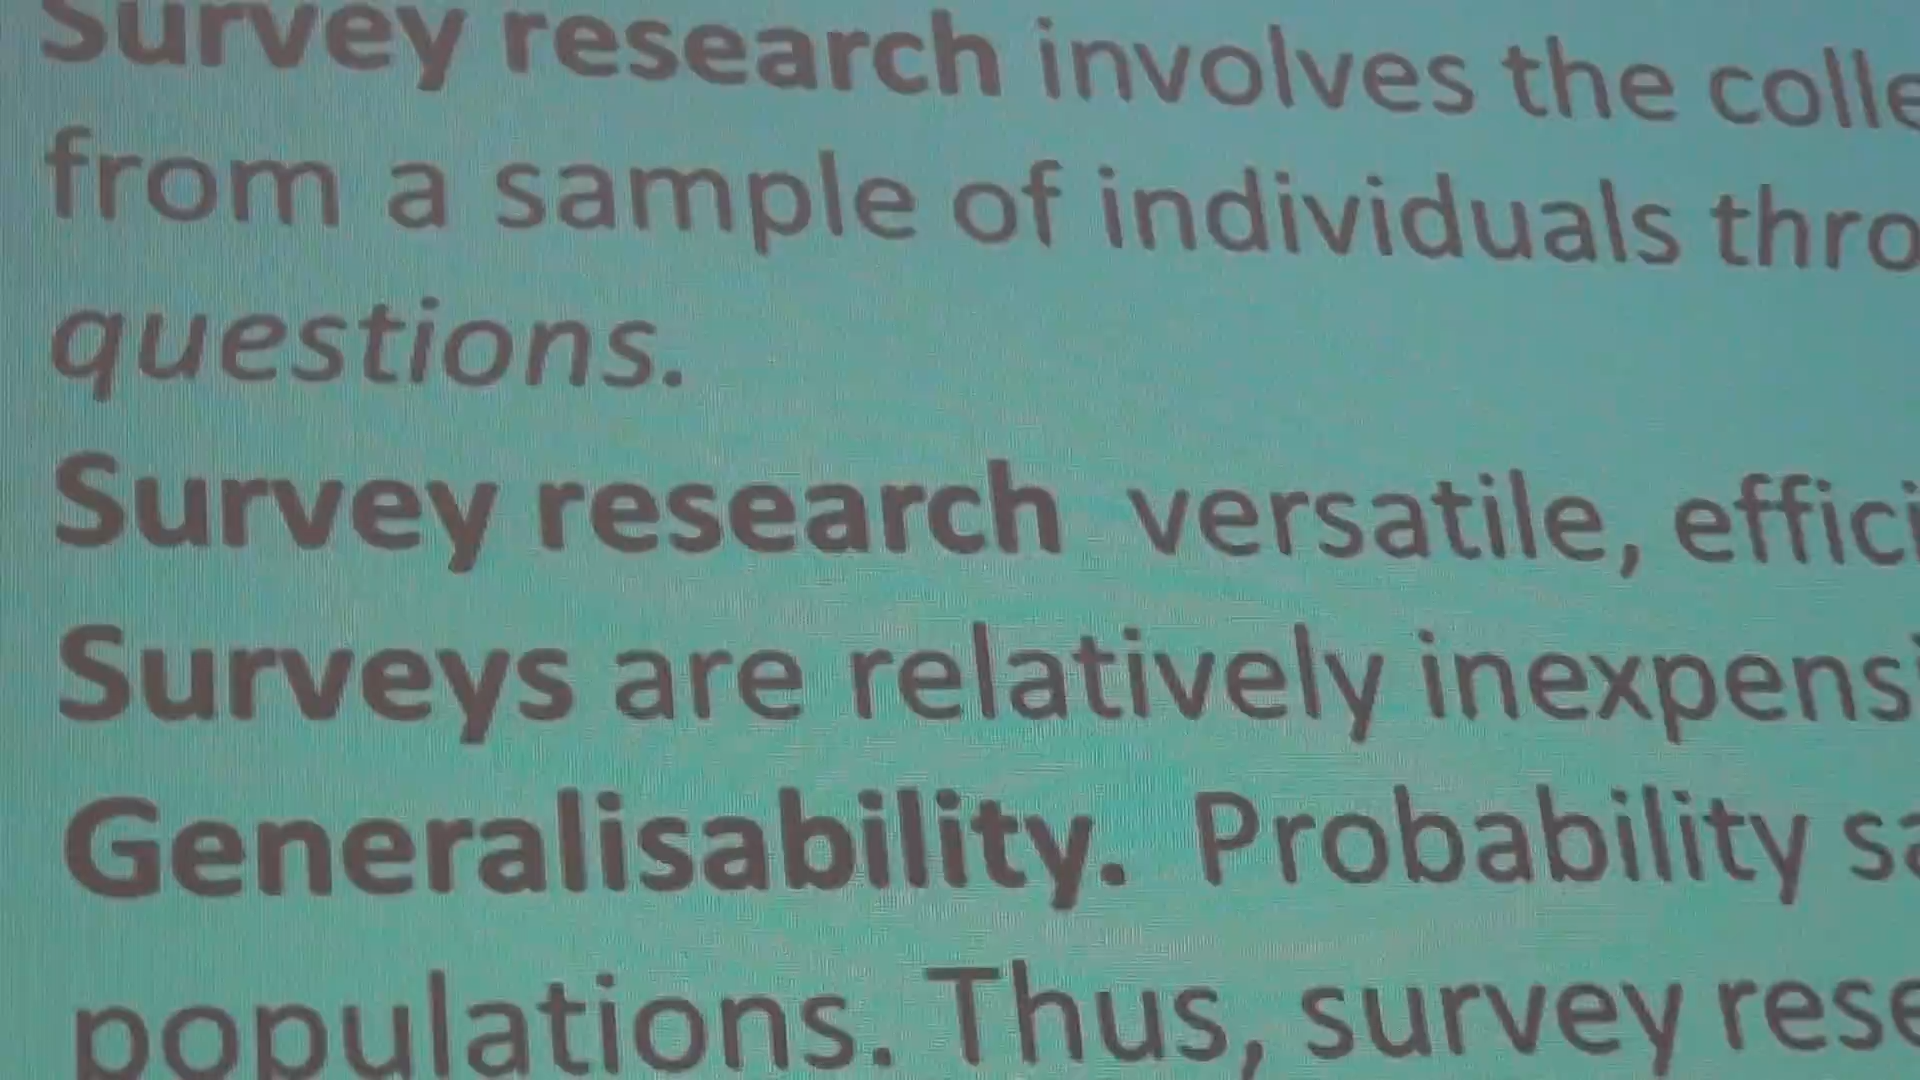 Survey research involves the colle
from a sample of individuals thro
questions.
Survey research versatile, effici
Surveys are relatively inexpensi
Generalisability. Probability sa
populations. Thus, survey rese